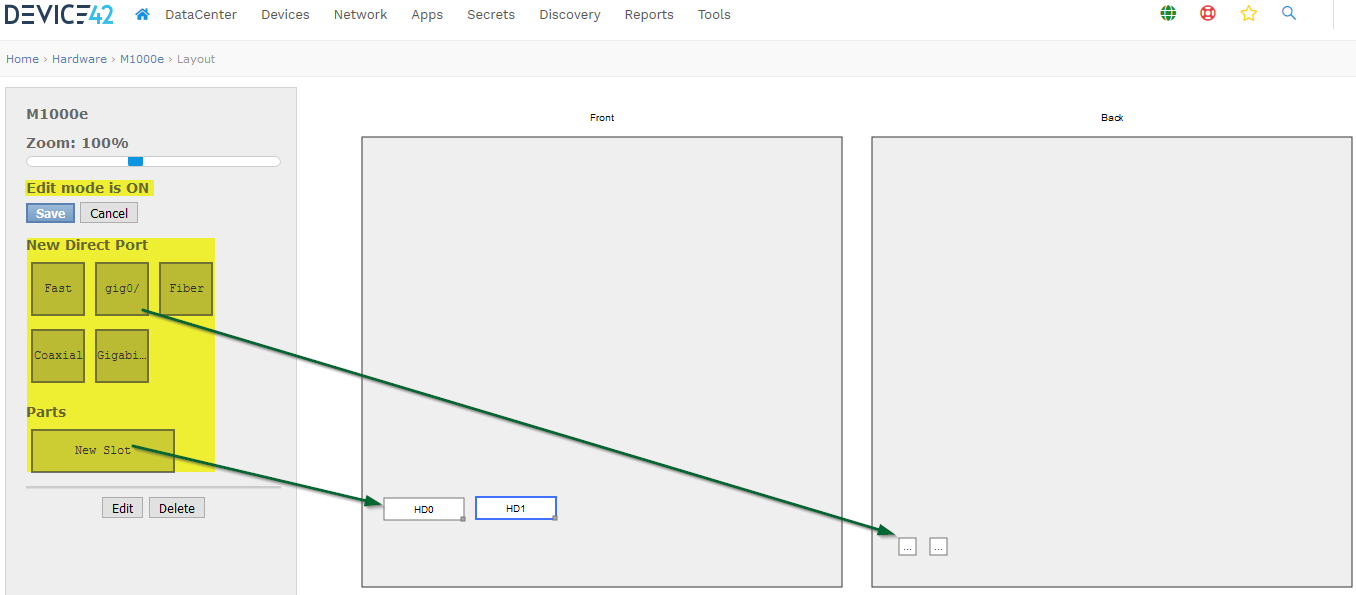 DEVICE42 DataCenter Devices Network Apps Secrets Discovery Reports Tools
Home › Hardware › M1000e › Layout
M1000e
Zoom: 100%
Edit mode is ON
Save Cancel
New Direct Port
Fast gig0/ Fiber
Coaxial Gigabi...
Parts
New Slot
Edit Delete
Front
HD0 HD1
Back
... ...